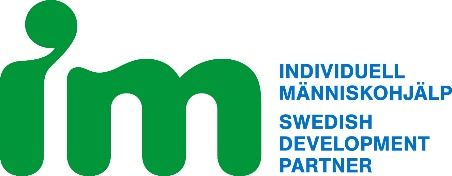 im
INDIVIDUELL
MÄNNISKOHJÄLP
SWEDISH
DEVELOPMENT
PARTNER